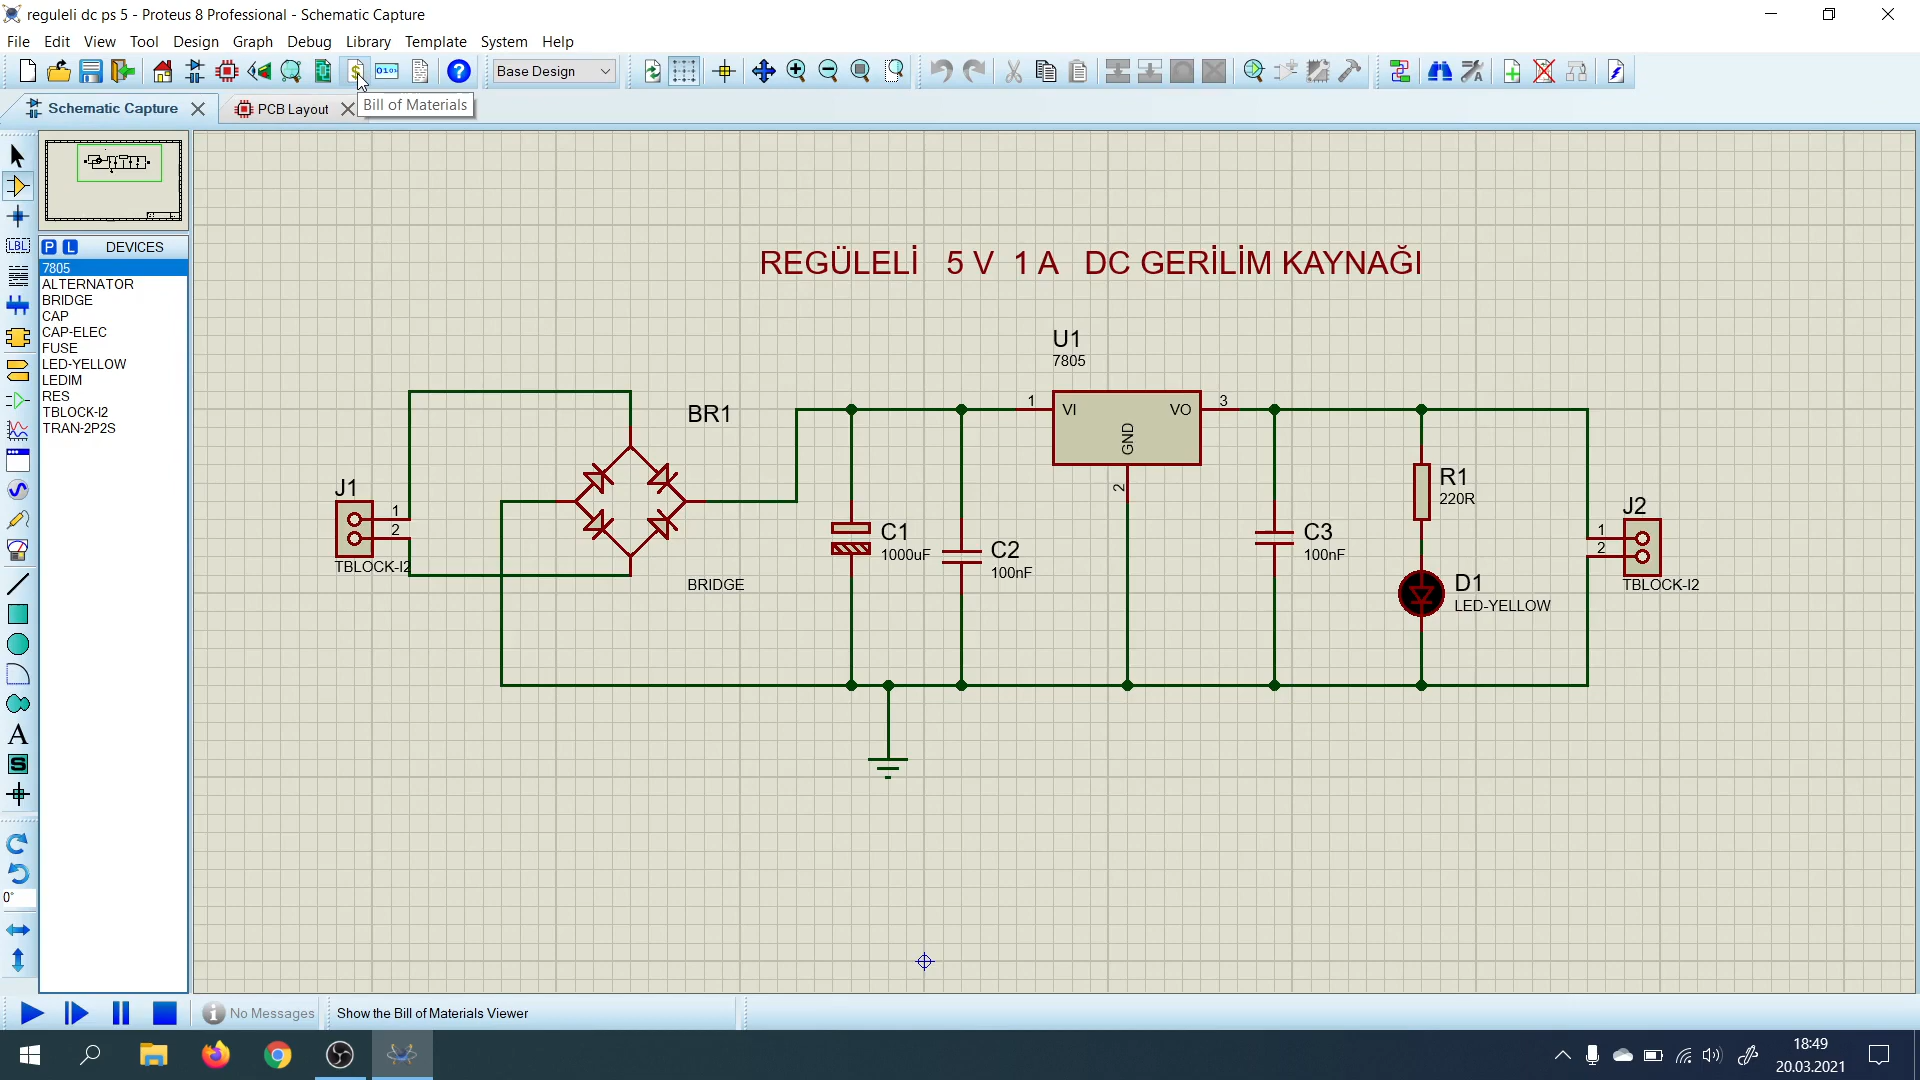 reguleli dc ps 5 - Proteus 8 Professional - Schematic Capture
File Edit View Tool Design Graph Debug Library Template System Help
Base Design
Schematic Capture
PCB Layout
Bill of Materials
P L DEVICES
7805
ALTERNATOR
BRIDGE
CAP
CAP-ELEC
FUSE
LED-YELLOW
LEDIM
RES
TBLOCK-I2
TRAN-2P2S
LBL
A
S
0°
REGÜLELİ 5 V 1 A DC GERİLİM KAYNAĞI
U1
7805
1 VI VO 3
GND
2
BR1
BRIDGE
J1
1
2
TBLOCK-I2
C1
1000uF
C2
100nF
C3
100nF
R1
220R
D1
LED-YELLOW
J2
1
2
TBLOCK-I2
No Messages
Show the Bill of Materials Viewer
18:49
20.03.2021